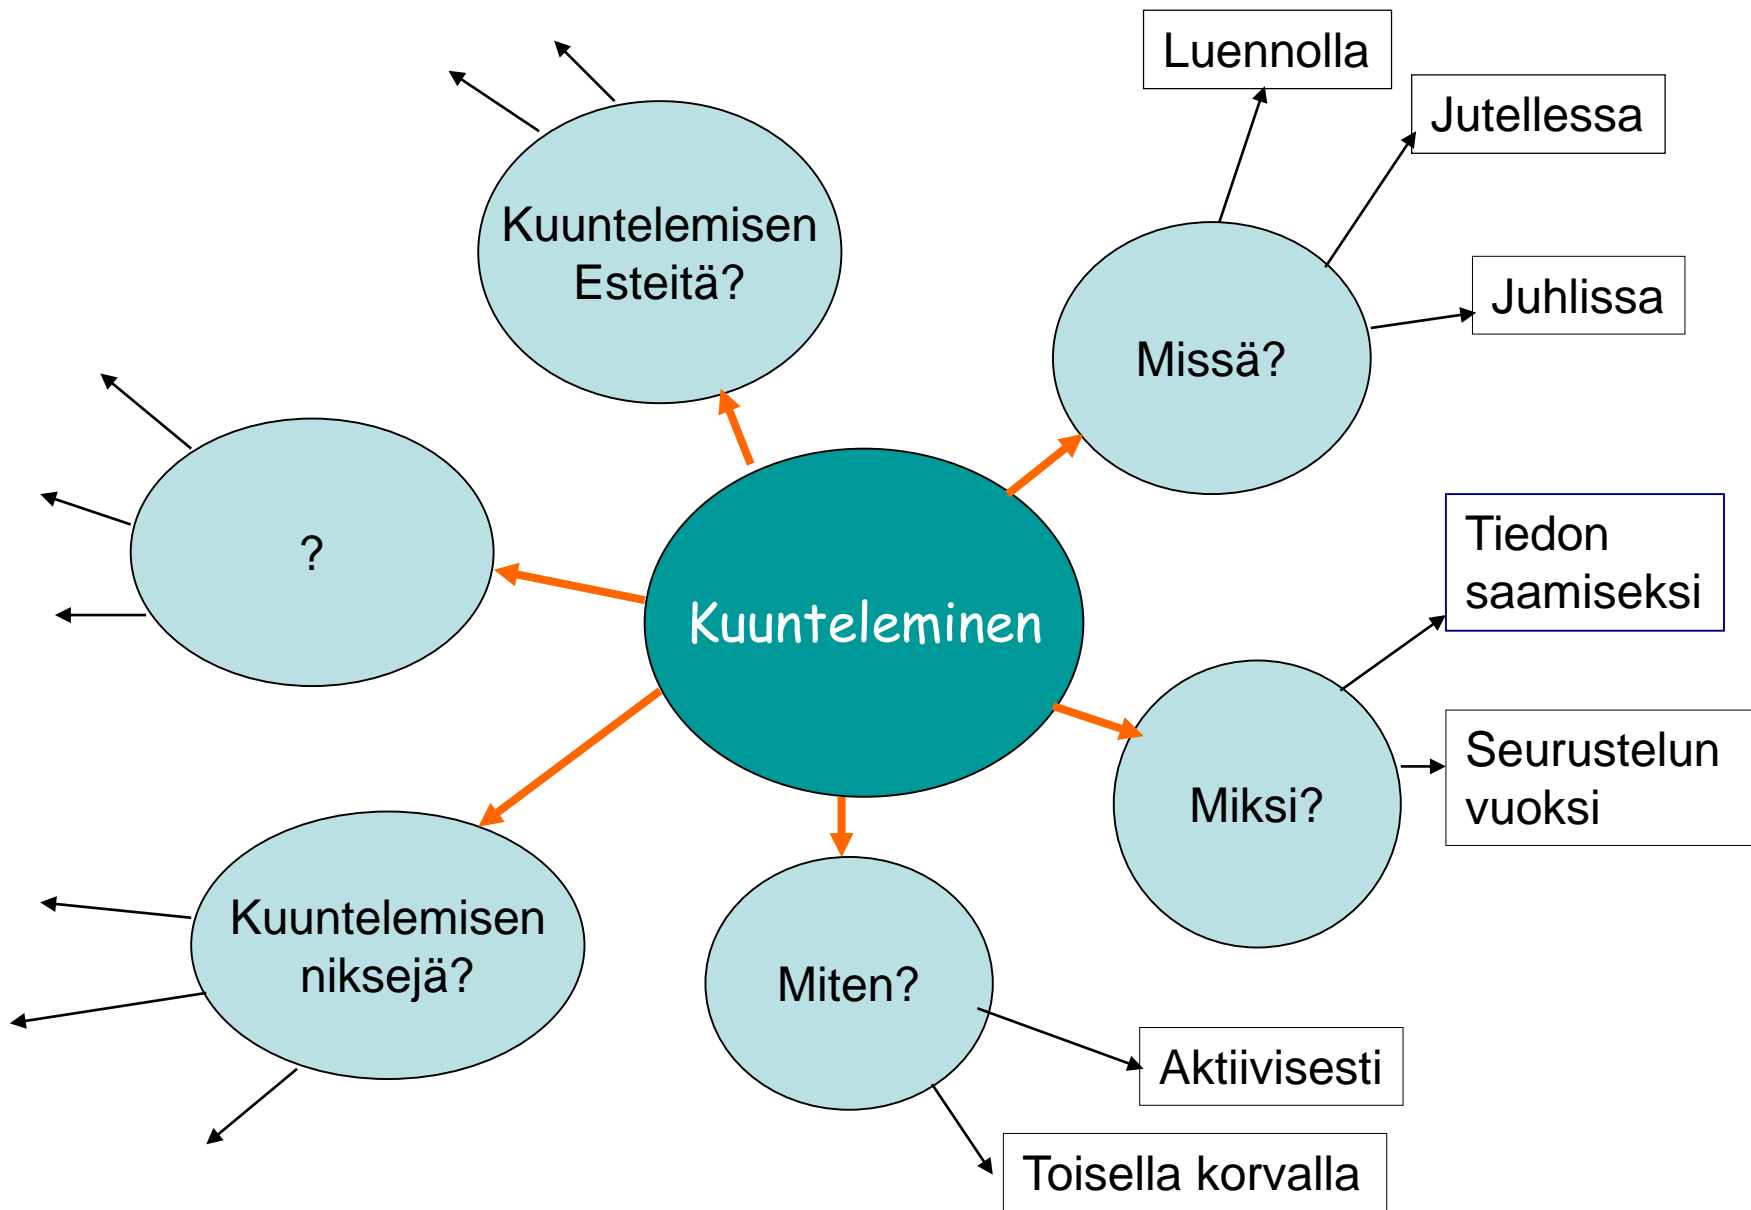 Luennolla
Jutellessa
Kuuntelemisen
Esteitä?
Juhlissa
Missä?
?
Tiedon
saamiseksi
Kuunteleminen
Seurustelun
vuoksi
Miksi?
Kuuntelemisen
niksejä?
Miten?
Aktiivisesti
Toisella korvalla